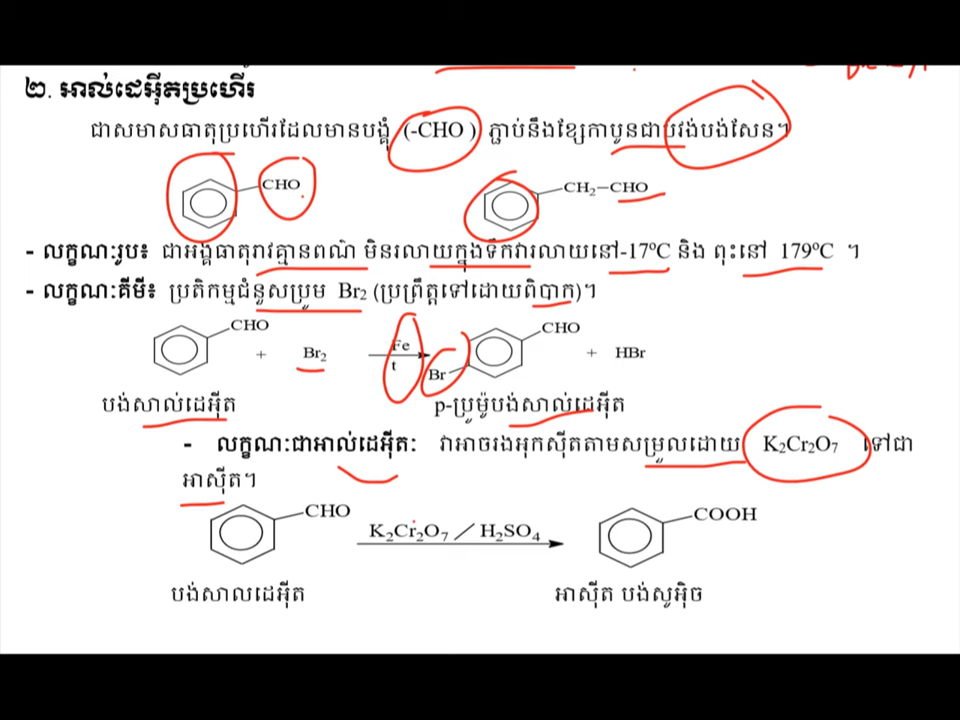 ២. អាល់ដេអ៊ីតប្រហើរ
ជាសមាសធាតុប្រហើរដែលមានបង្គុំ (-CHO ) ភ្ជាប់នឹងខ្សែកាបូនជាប់វង់បង់សែន។
CHO CH₂−CHO
- លក្ខណៈរូប៖ ជាអង្គធាតុរាវគ្មានពណ៌ មិនរលាយក្នុងទឹកវារលាយនៅ-17ºC និង ពុះនៅ 179ºC ។
- លក្ខណៈគីមី៖ ប្រតិកម្មជំនួសប្រូម Br₂ (ប្រព្រឹត្តទៅដោយពិបាក)។
CHO + Br₂ Fe t Br CHO + HBr
បង់សាល់ដេអ៊ីត p-ប្រូម៉ូបង់សាល់ដេអ៊ីត
- លក្ខណៈជាអាល់ដេអ៊ីតៈ វាអាចរងអុកស៊ីតតាមសម្រួលដោយ K₂Cr₂O₇ ទៅជា
អាស៊ីត។
CHO K₂Cr₂O₇ / H₂SO₄ COOH
បង់សាលដេអ៊ីត អាស៊ីត បង់សូអ៊ិច